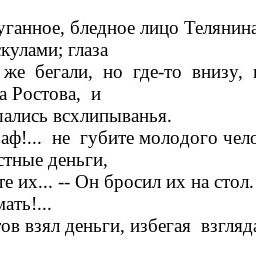 уганное, бледное лицо Телянина
скулами; глаза
же бегали, но где-то внизу,
а Ростова, и
шались всхлипыванья.
аф!... не губите молодого чело
стные деньги,
те их... -- Он бросил их на стол.
мать!...
ов взял деньги, избегая взгляда